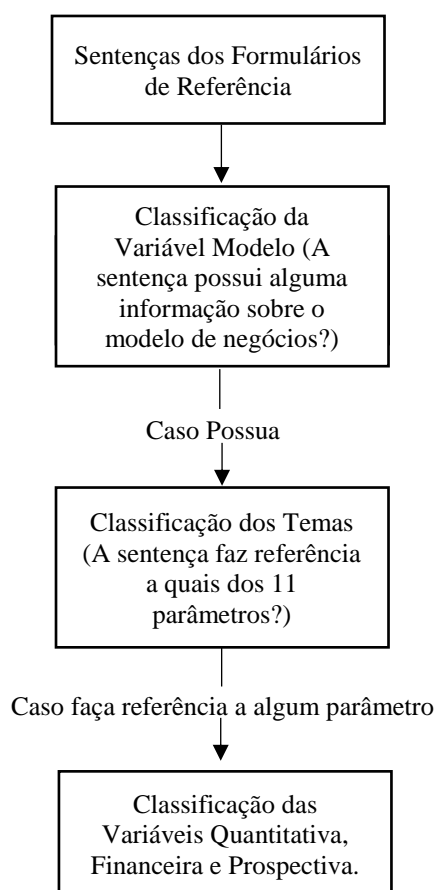 Sentenças dos Formulários
de Referência
Classificação da
Variável Modelo (A
sentença possui alguma
informação sobre o
modelo de negócios?)
Caso Possua
Classificação dos Temas
(A sentença faz referência
a quais dos 11
parâmetros?)
Caso faça referência a algum parâmetro
Classificação das
Variáveis Quantitativa,
Financeira e Prospectiva.